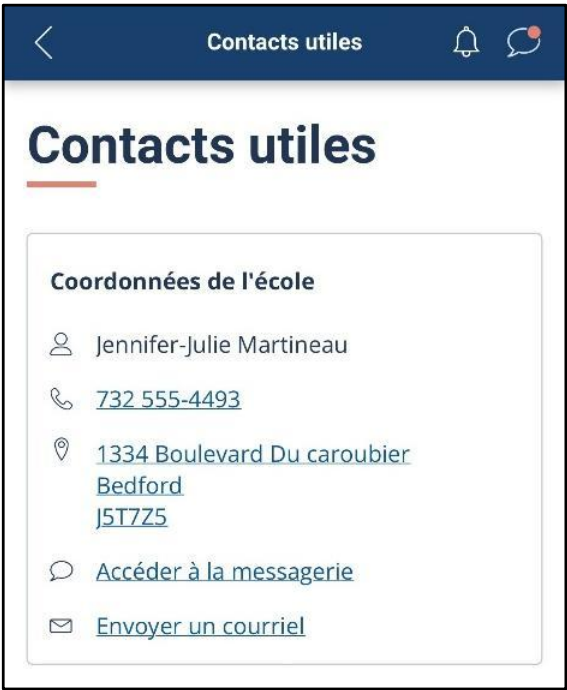 Contacts utiles
Contacts utiles
Coordonnées de l'école
Jennifer-Julie Martineau
732 555-4493
1334 Boulevard Du caroubier
Bedford
J5T7Z5
Accéder à la messagerie
Envoyer un courriel